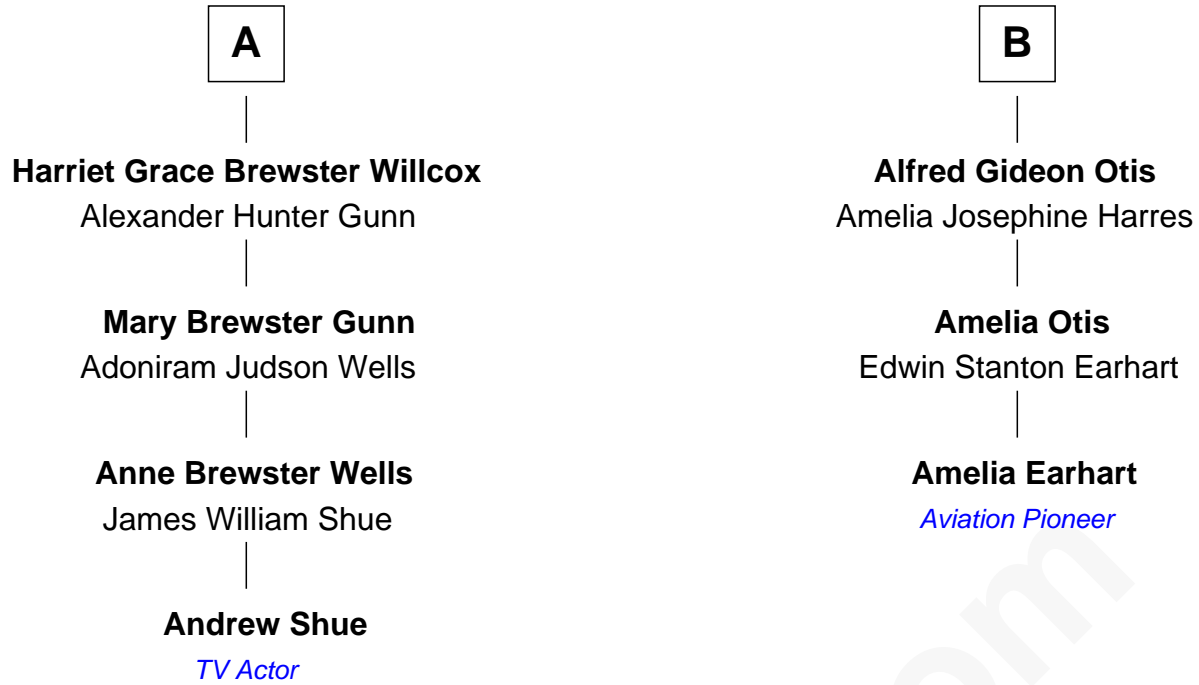 A
Harriet Grace Brewster Willcox
Alexander Hunter Gunn
Mary Brewster Gunn
Adoniram Judson Wells
Anne Brewster Wells
James William Shue
Andrew Shue
TV Actor
B
Alfred Gideon Otis
Amelia Josephine Harres
Amelia Otis
Edwin Stanton Earhart
Amelia Earhart
Aviation Pioneer
om